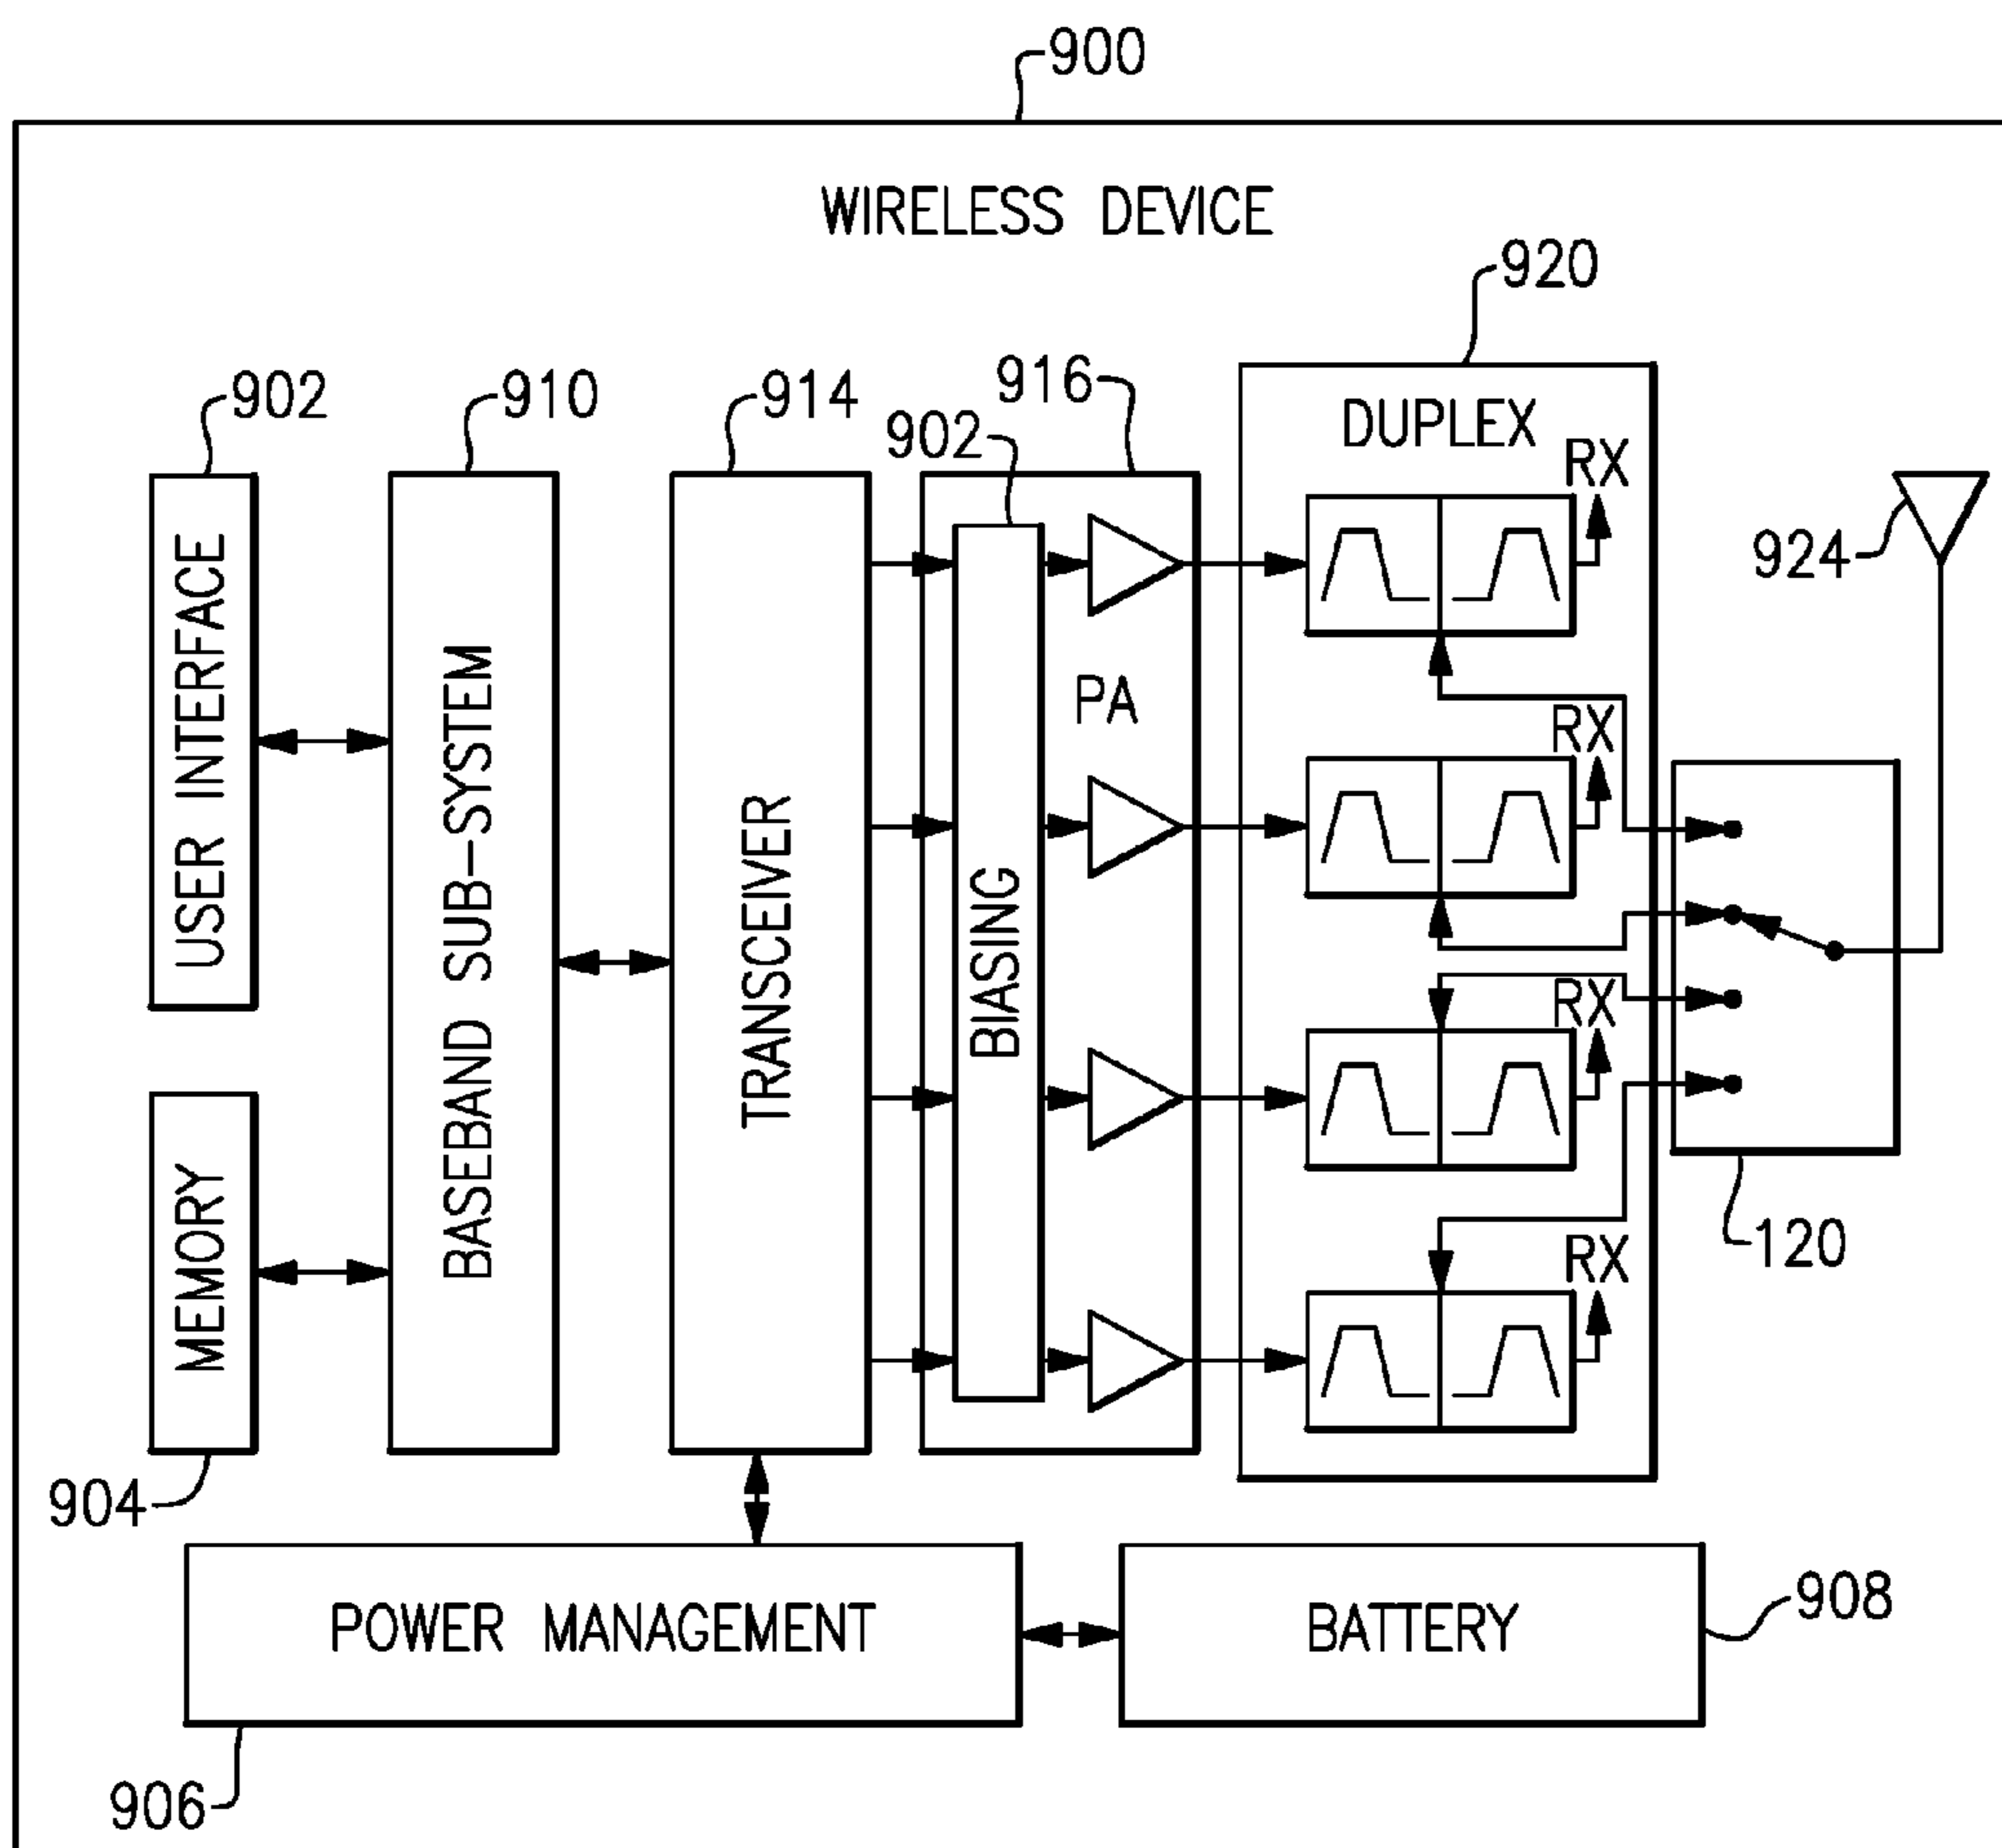 900
WIRELESS DEVICE
920
902
910
914
916
902
DUPLEX
RX
924
USER INTERFACE
BASEBAND SUB-SYSTEM
TRANSCEIVER
BIASING
PA
RX
RX
RX
120
MEMORY
904
POWER MANAGEMENT
BATTERY
908
906